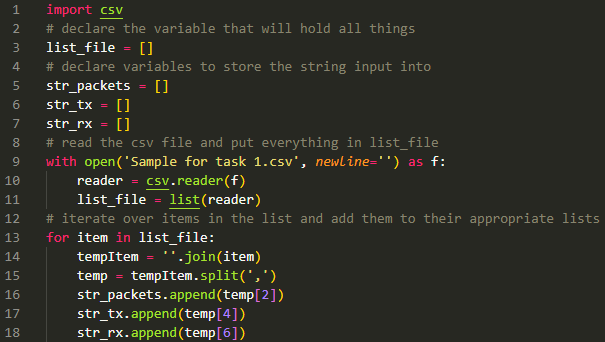 1 import csv
2 # declare the variable that will hold all things
3 list_file = []
4 # declare variables to store the string input into
5 str_packets = []
6 str_tx = []
7 str_rx = []
8 # read the csv file and put everything in list_file
9 with open('Sample for task 1.csv', newline='') as f:
10     reader = csv.reader(f)
11     list_file = list(reader)
12 # iterate over items in the list and add them to their appropriate lists
13 for item in list_file:
14     tempItem = ''.join(item)
15     temp = tempItem.split(',')
16     str_packets.append(temp[2])
17     str_tx.append(temp[4])
18     str_rx.append(temp[6])